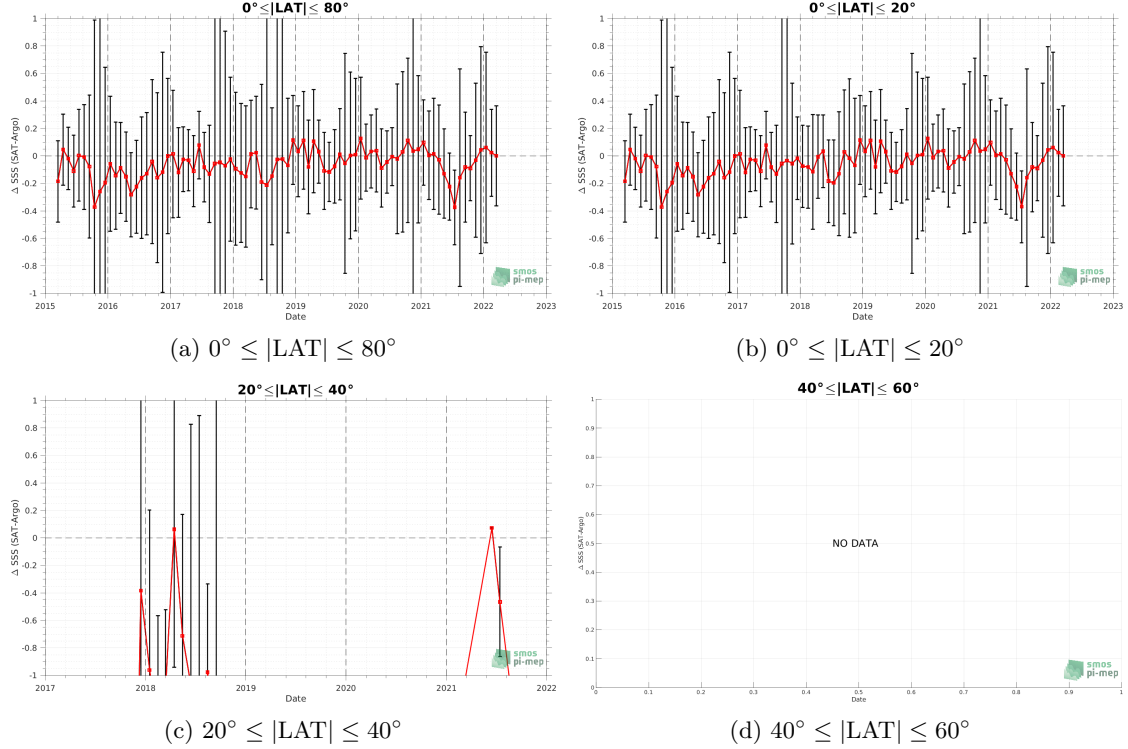 0°≤|LAT|≤ 80°
1
0.8
0.6
0.4
0.2
0
-0.2
-0.4
-0.6
-0.8
-1
Δ SSS (SAT-Argo)
2015 2016 2017 2018 2019 2020 2021 2022 2023
Date
smos
pi-mep
(a) 0° ≤ |LAT| ≤ 80°
0°≤|LAT|≤ 20°
1
0.8
0.6
0.4
0.2
0
-0.2
-0.4
-0.6
-0.8
-1
Δ SSS (SAT-Argo)
2015 2016 2017 2018 2019 2020 2021 2022 2023
Date
smos
pi-mep
(b) 0° ≤ |LAT| ≤ 20°
20°≤|LAT|≤ 40°
1
0.8
0.6
0.4
0.2
0
-0.2
-0.4
-0.6
-0.8
-1
Δ SSS (SAT-Argo)
2017 2018 2019 2020 2021 2022
Date
smos
pi-mep
(c) 20° ≤ |LAT| ≤ 40°
40°≤|LAT|≤ 60°
1
0.9
0.8
0.7
0.6
0.5
0.4
0.3
0.2
0.1
0
Δ SSS (SAT-Argo)
NO DATA
0 0.1 0.2 0.3 0.4 0.5 0.6 0.7 0.8 0.9 1
Date
smos
pi-mep
(d) 40° ≤ |LAT| ≤ 60°